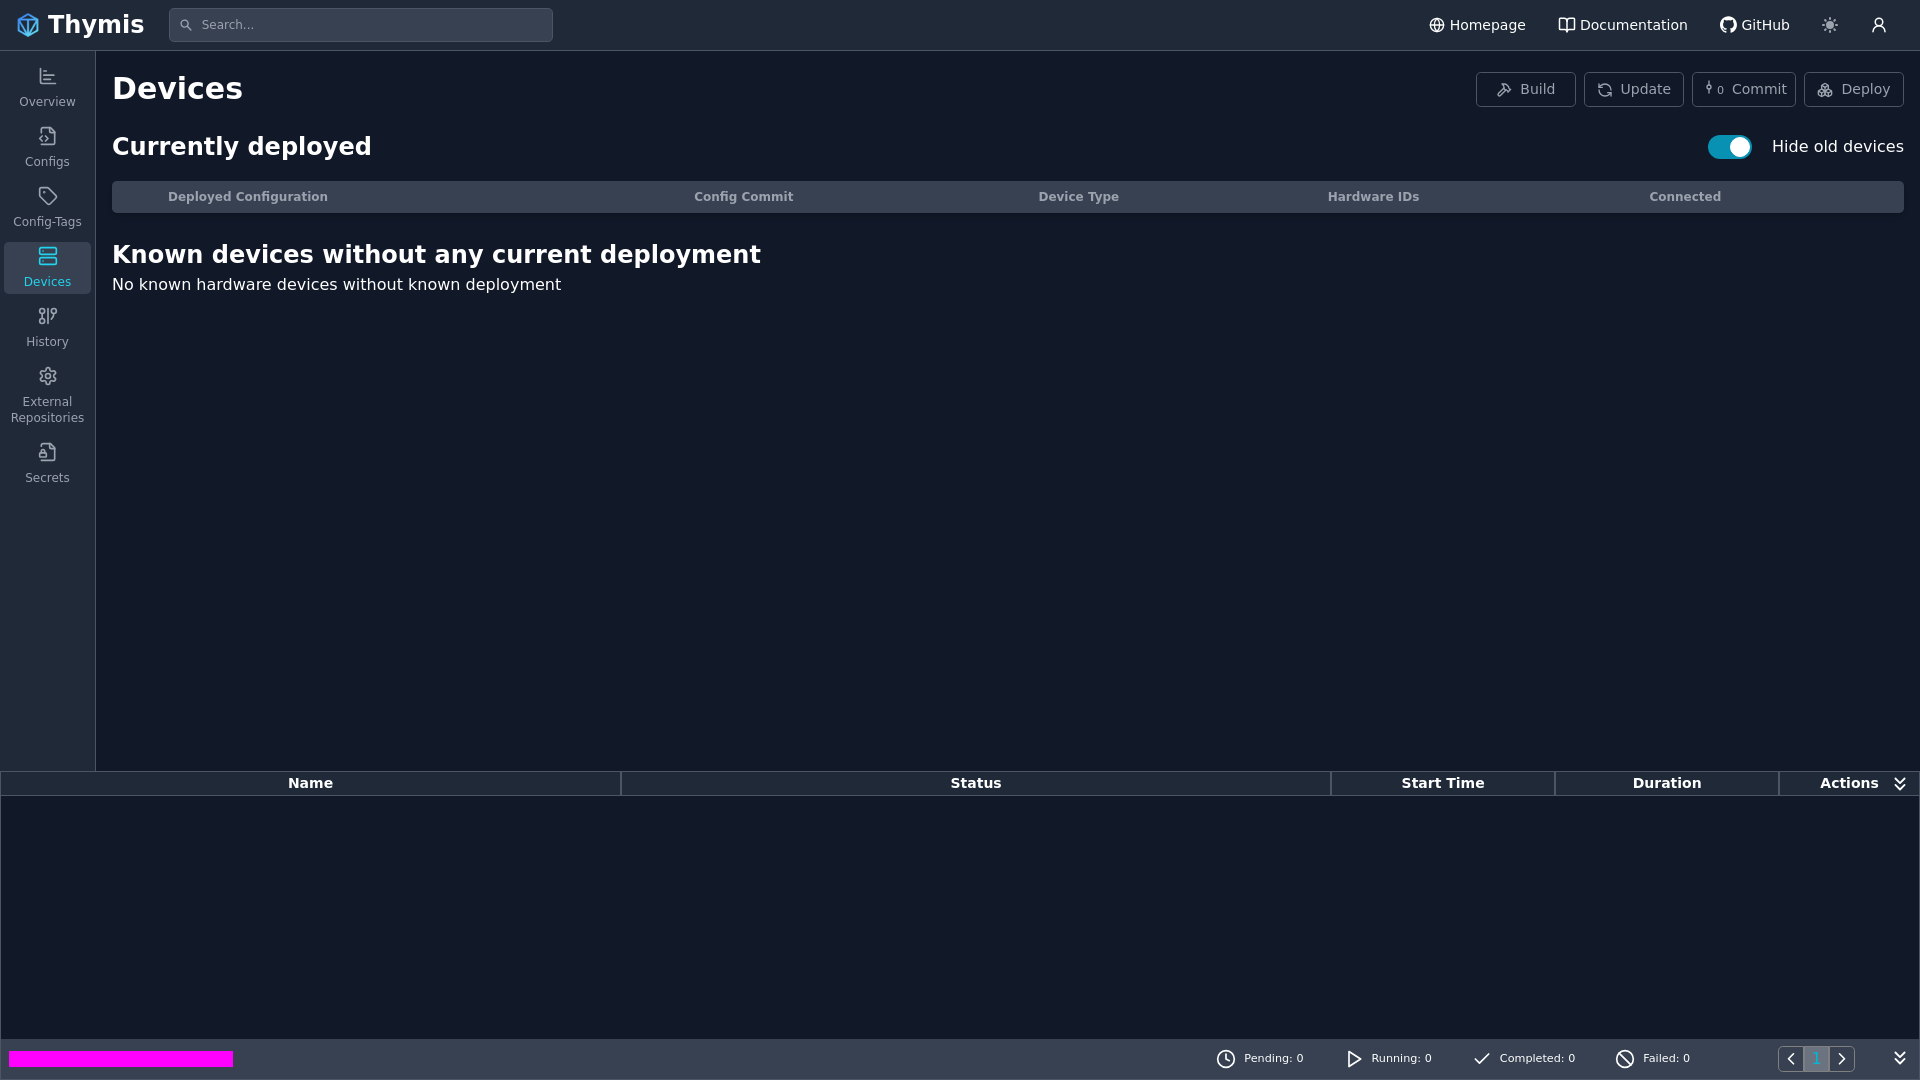 Thymis
Search...
Homepage
Documentation
GitHub
Overview
Configs
Config-Tags
Devices
History
External
Repositories
Secrets
Devices
Build
Update
0 Commit
Deploy
Currently deployed
Hide old devices
Deployed Configuration
Config Commit
Device Type
Hardware IDs
Connected
Known devices without any current deployment
No known hardware devices without known deployment
Name
Status
Start Time
Duration
Actions
Pending: 0
Running: 0
Completed: 0
Failed: 0
1